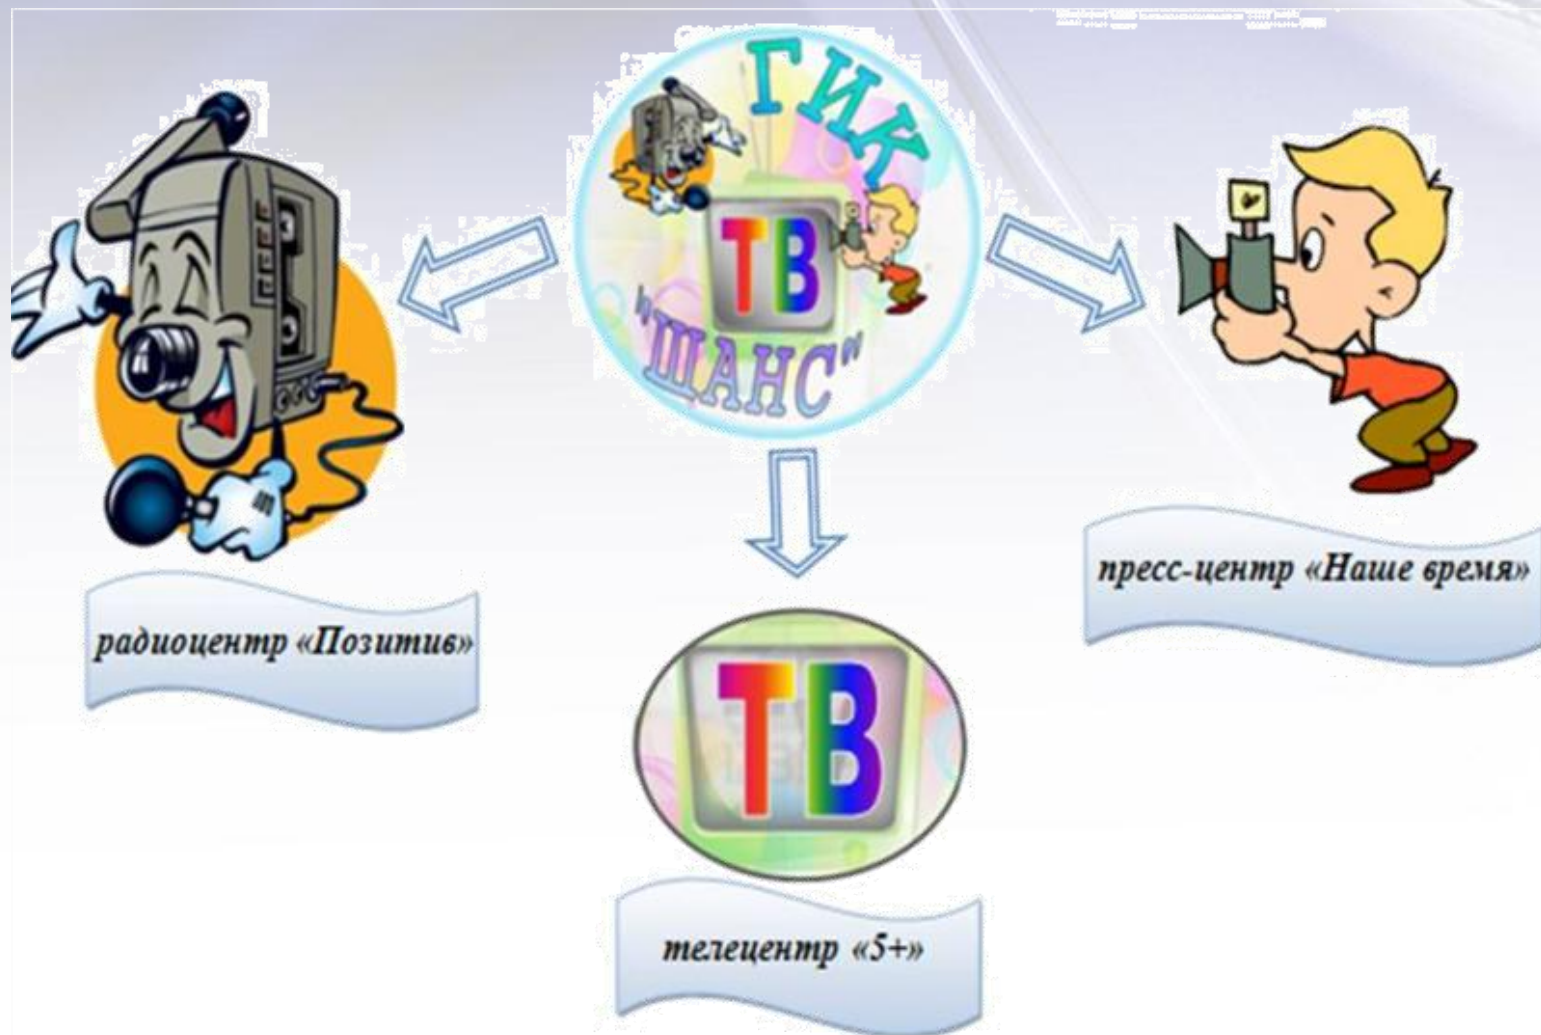 ГИК
ТВ
"ШАНС"
пресс-центр «Наше время»
радиоцентр «Позитив»
ТВ
телецентр «5+»